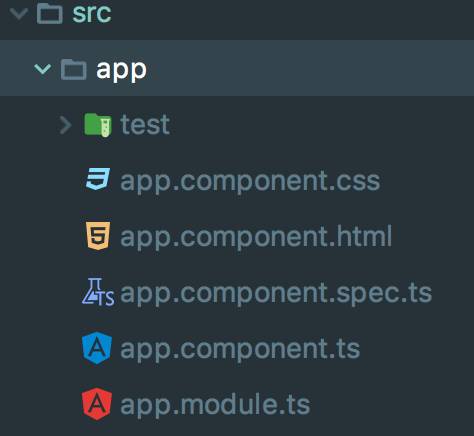 src
app
test
app.component.css
app.component.html
TS app.component.spec.ts
app.component.ts
app.module.ts